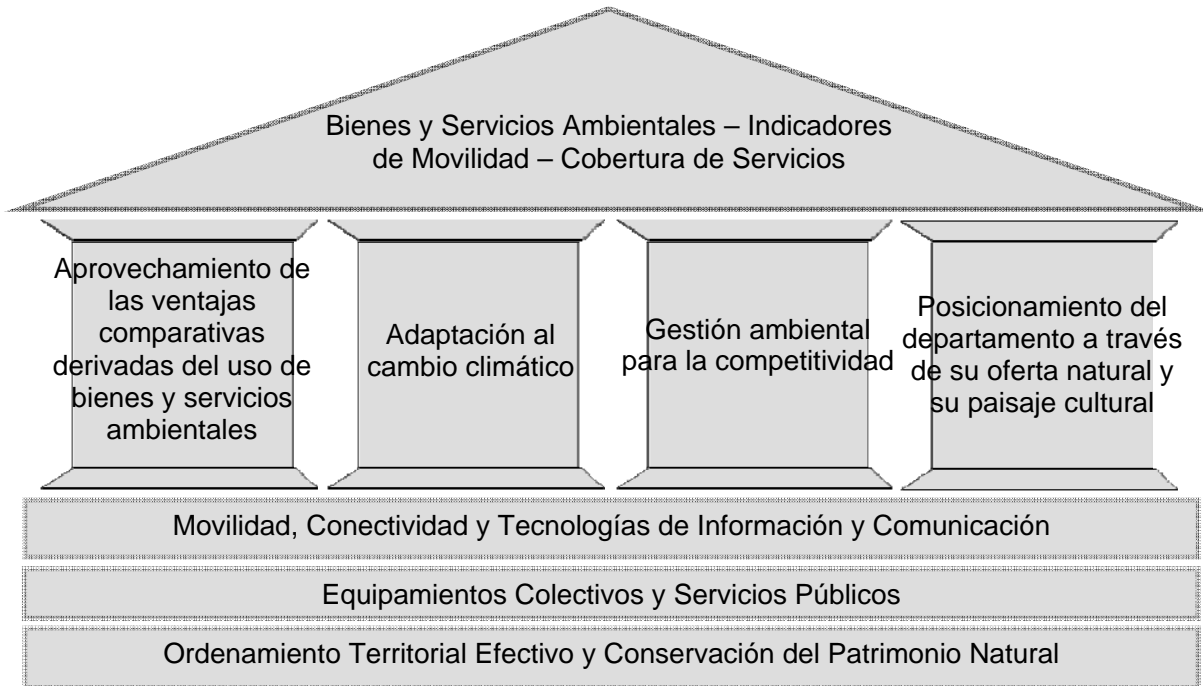 Bienes y Servicios Ambientales – Indicadores
de Movilidad – Cobertura de Servicios
Aprovechamiento de
las ventajas
comparativas
derivadas del uso de
bienes y servicios
ambientales
Adaptación al
cambio climático
Gestión ambiental
para la competitividad
Posicionamiento del
departamento a través
de su oferta natural y
su paisaje cultural
Movilidad, Conectividad y Tecnologías de Información y Comunicación
Equipamientos Colectivos y Servicios Públicos
Ordenamiento Territorial Efectivo y Conservación del Patrimonio Natural